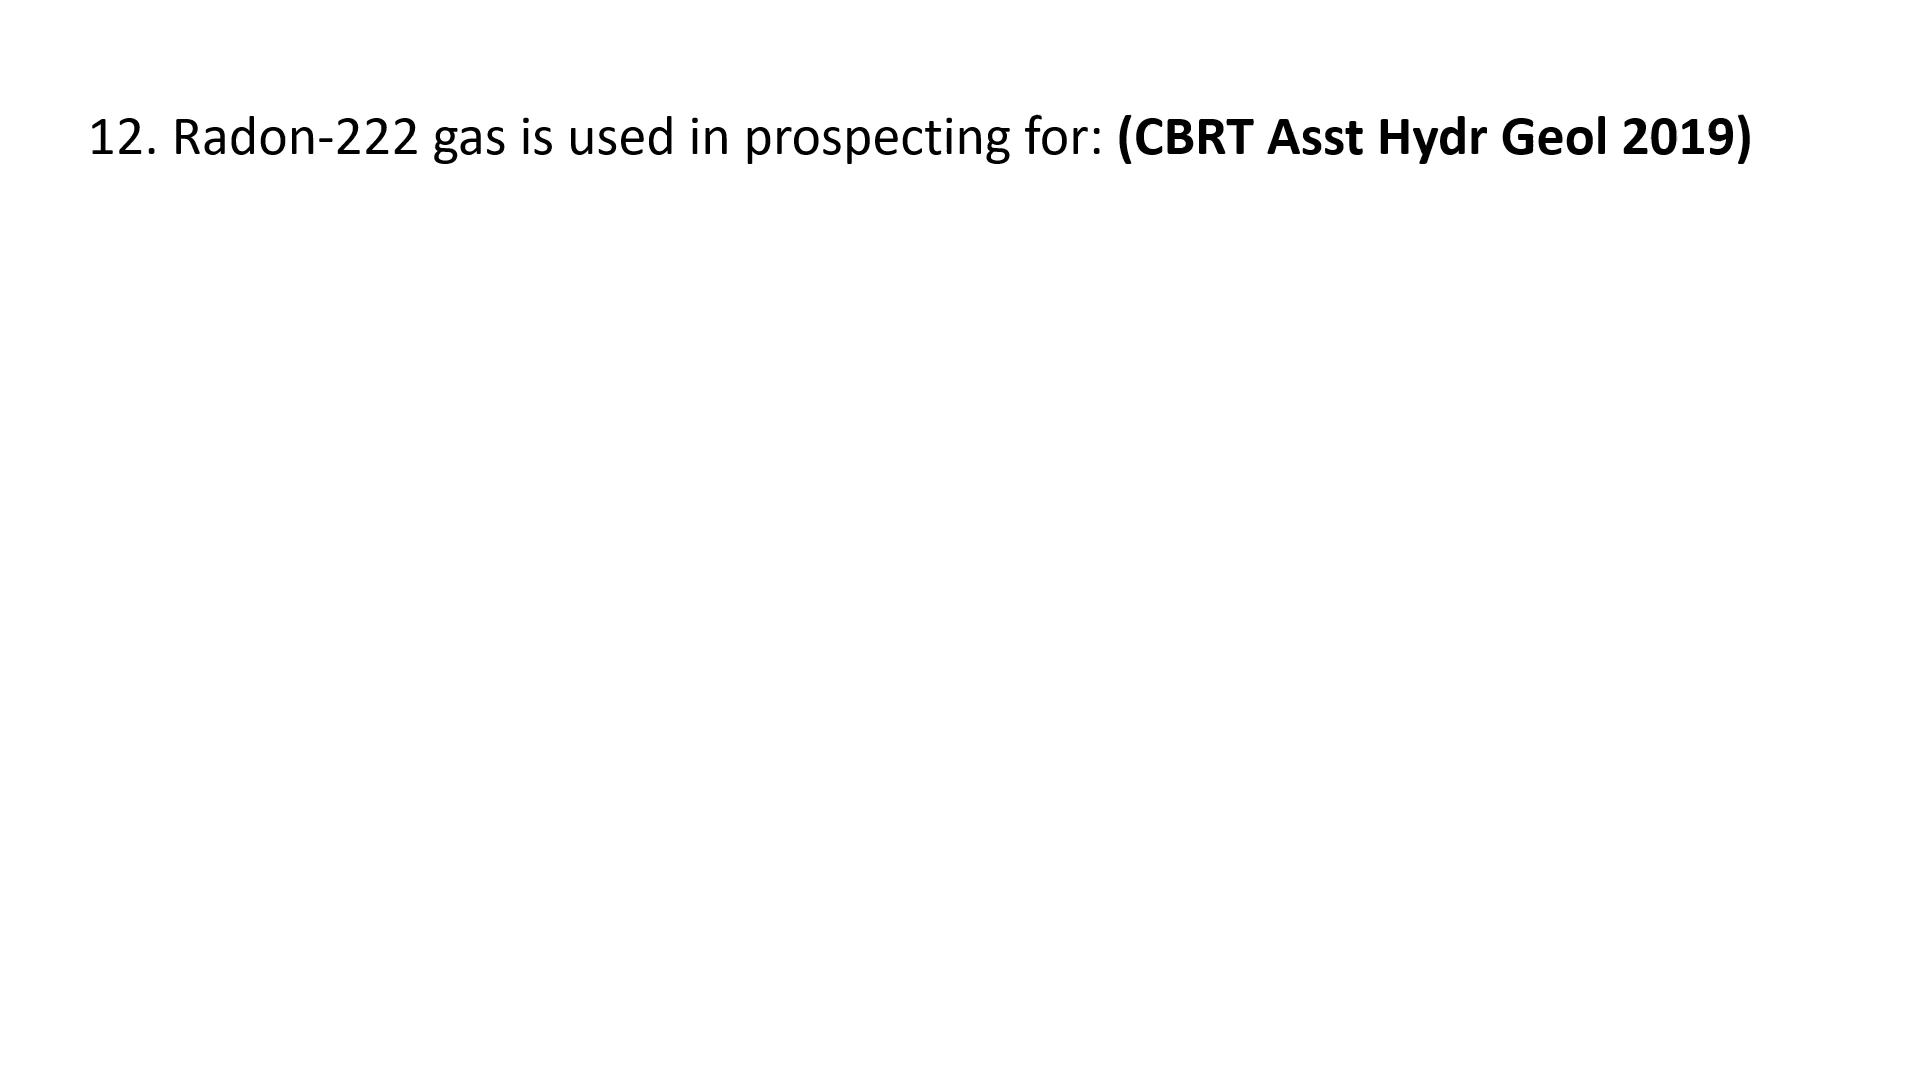 12. Radon-222 gas is used in prospecting for: (CBRT Asst Hydr Geol 2019)